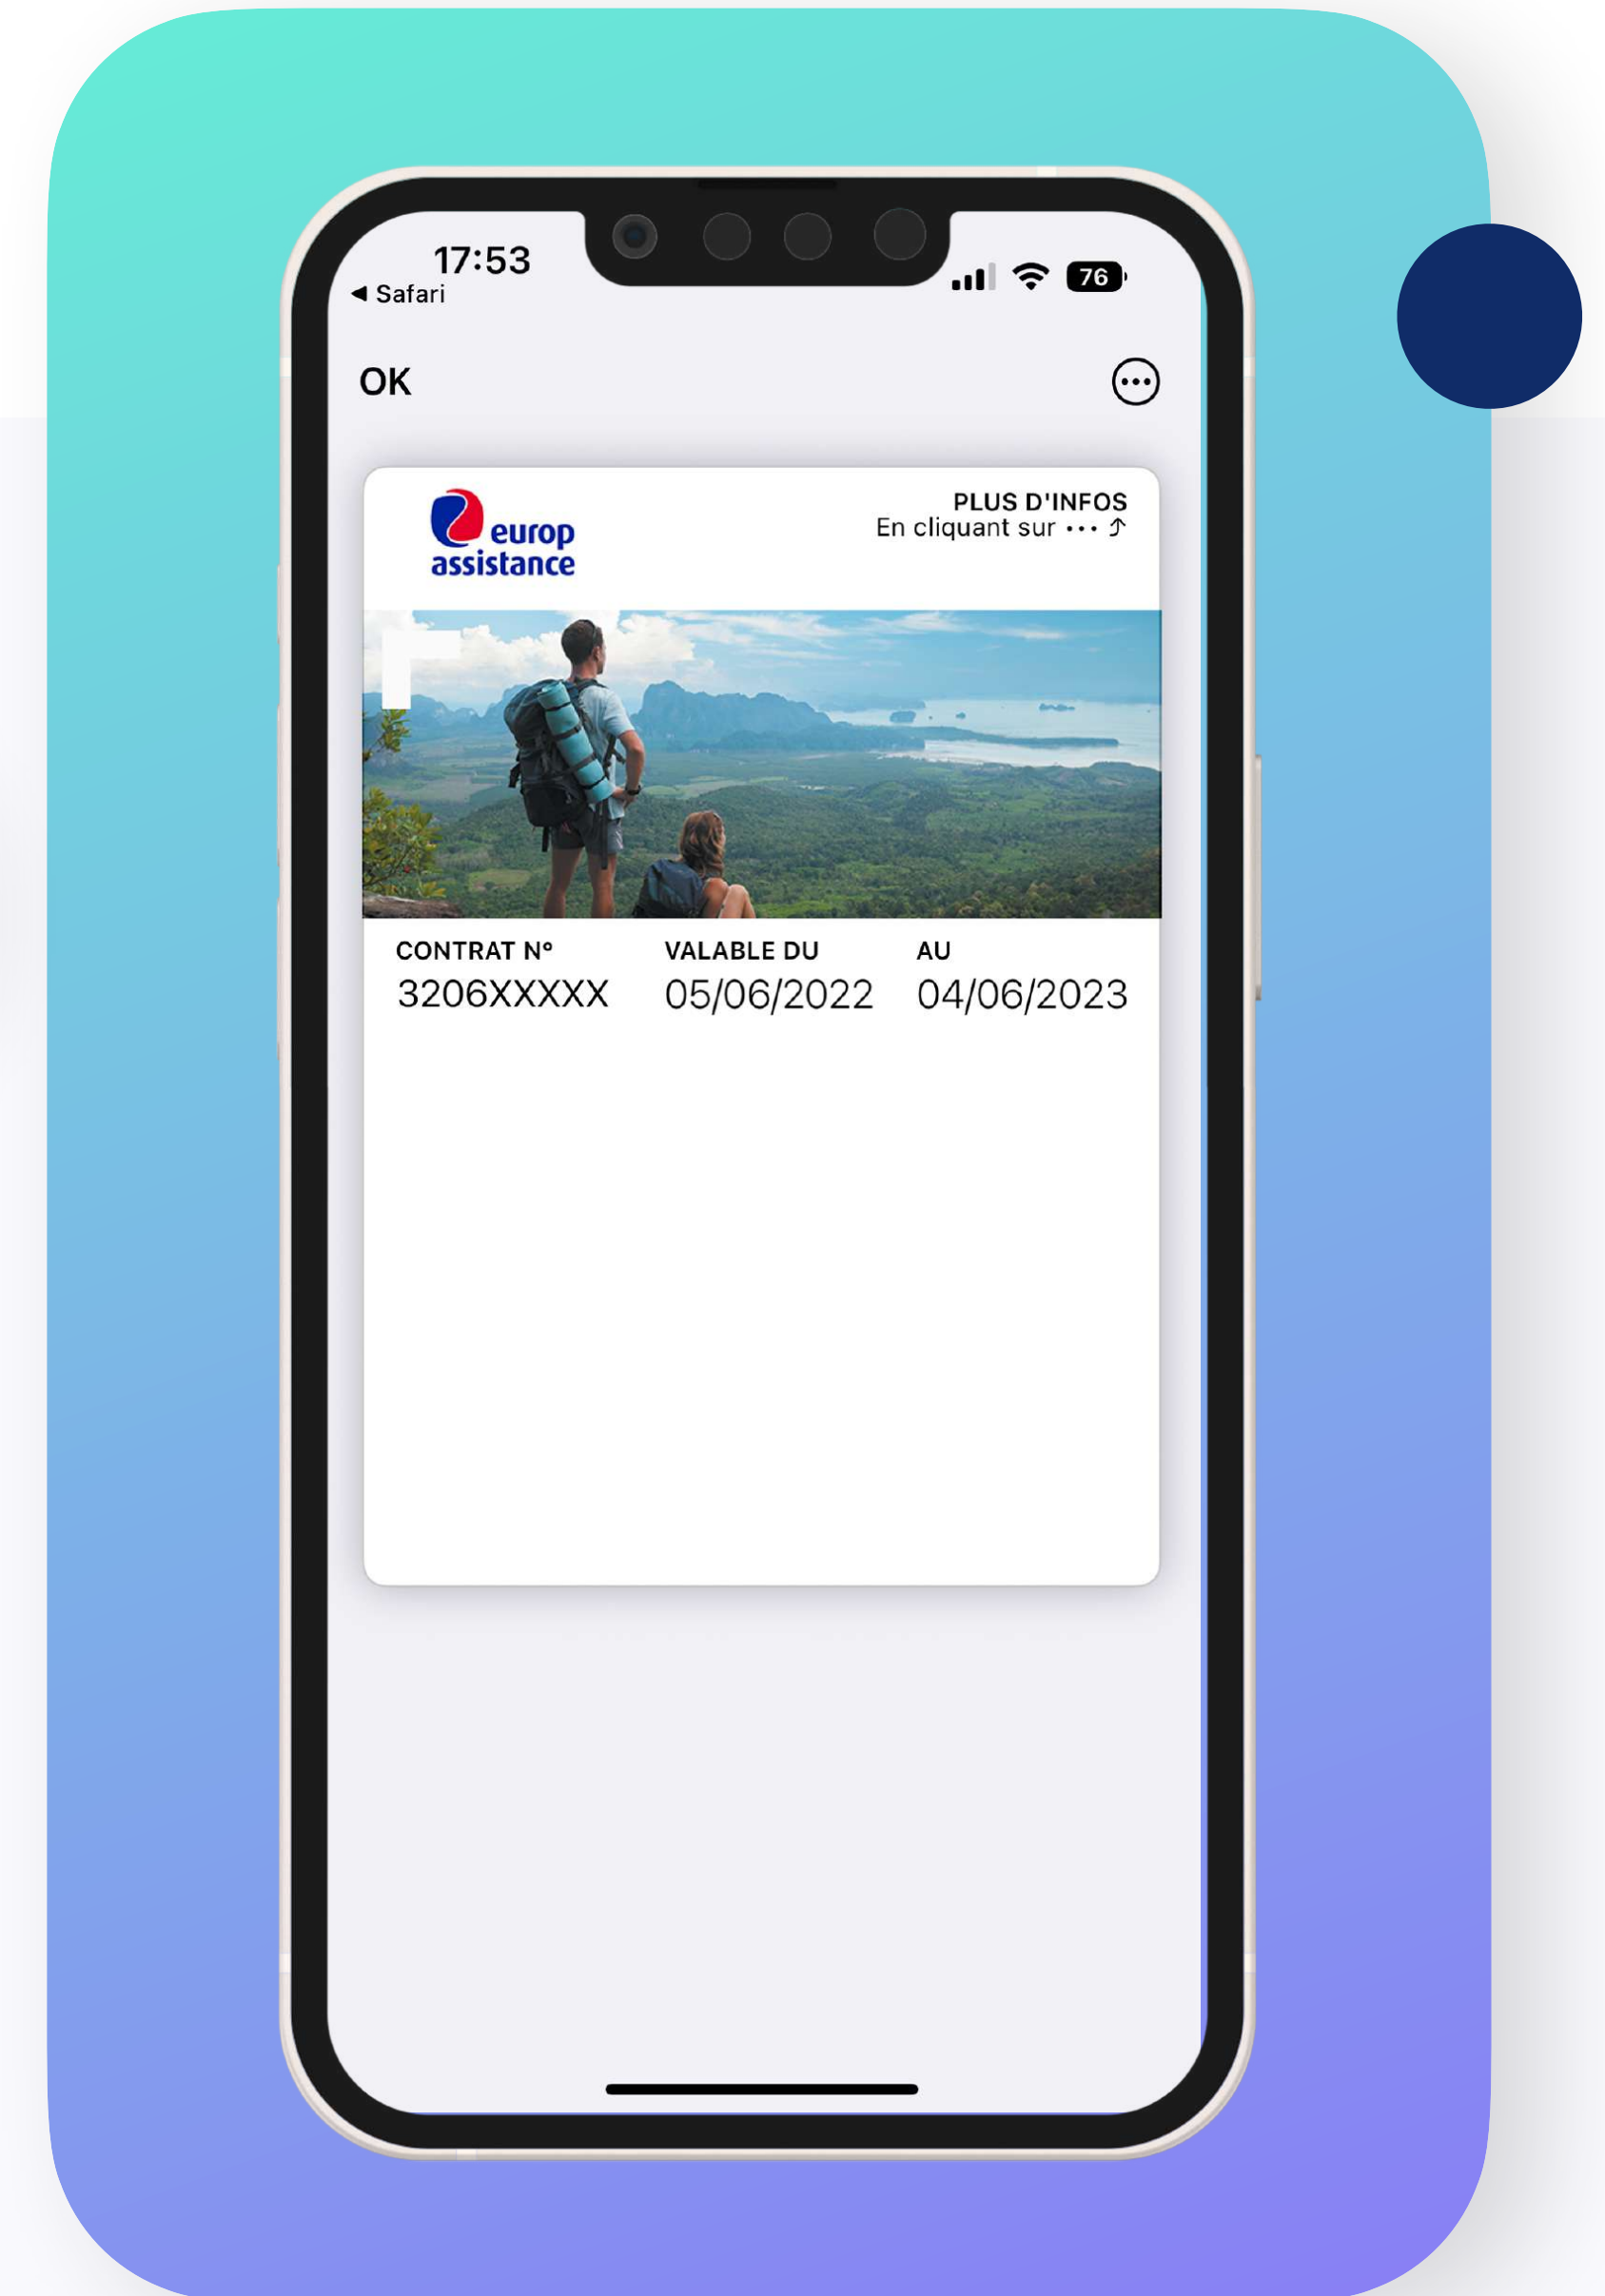 17:53
◀ Safari
76
OK
europ
assistance
PLUS D'INFOS
En cliquant sur ••• ⤴
CONTRAT N° VALABLE DU AU
3206XXXXX 05/06/2022 04/06/2023